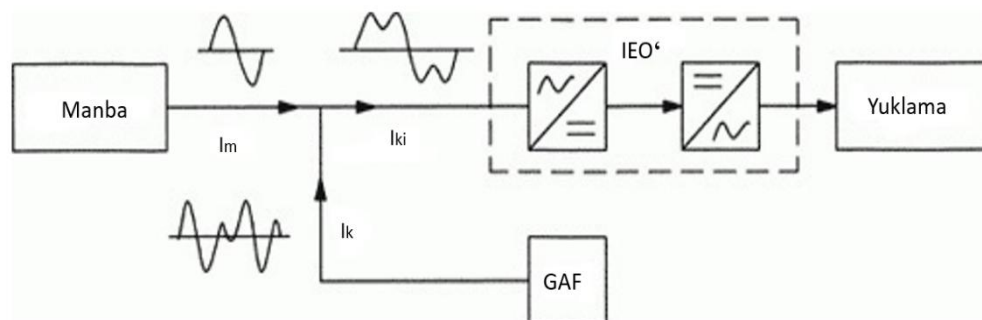 IEO‘
Manba
Yuklama
Im
Iki
Ik
GAF